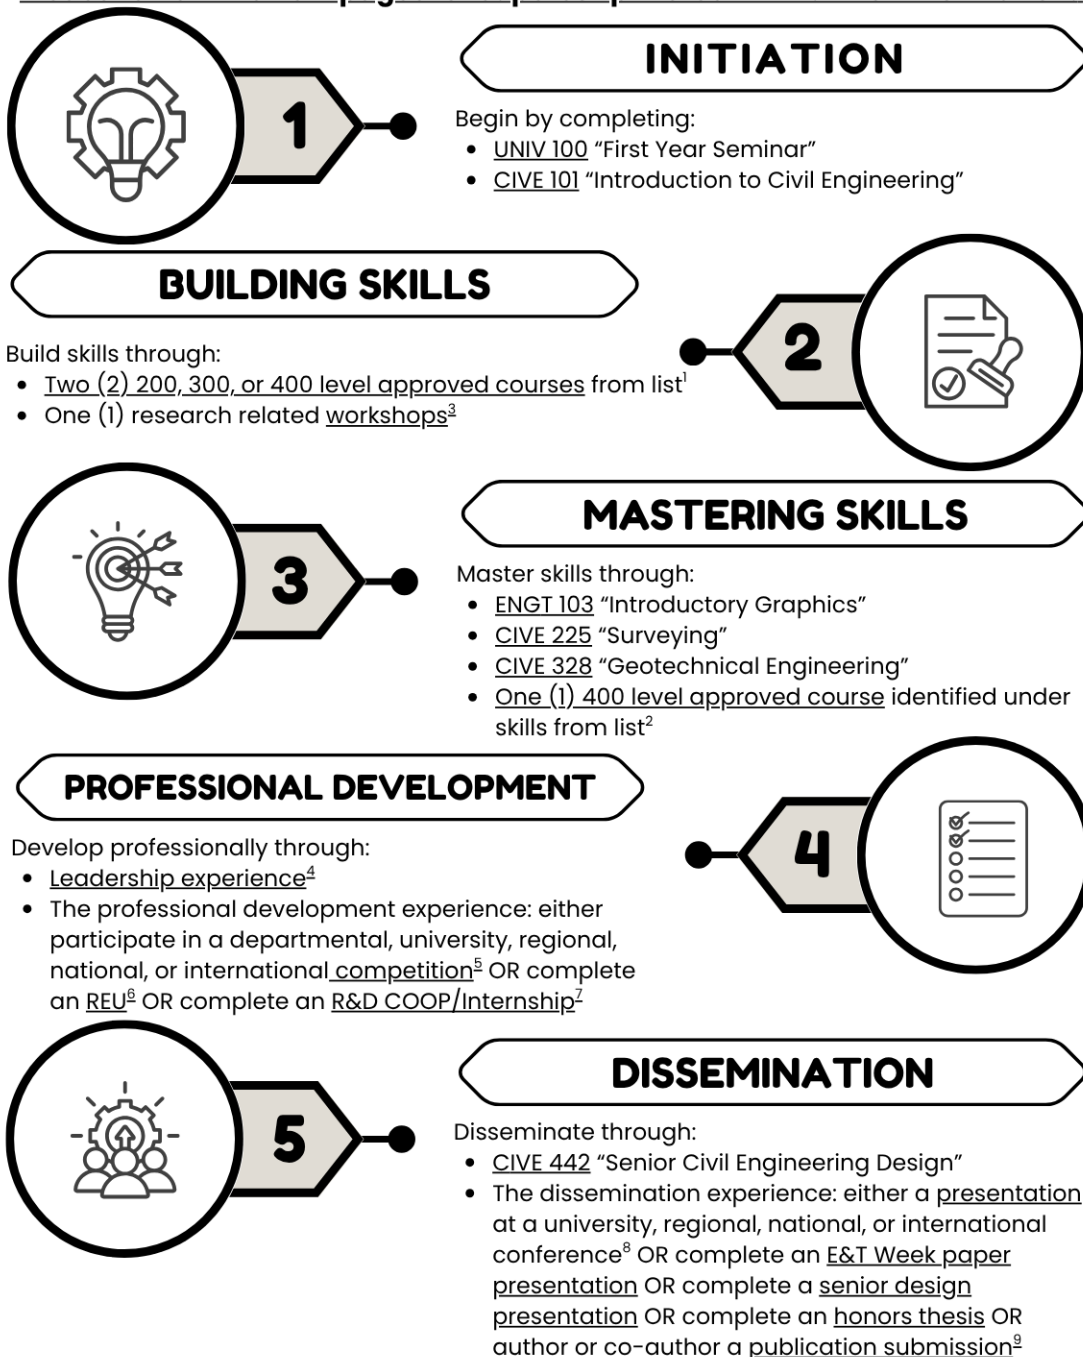 1
INITIATION
Begin by completing:
• UNIV 100 “First Year Seminar”
• CIVE 101 “Introduction to Civil Engineering”
BUILDING SKILLS
2
Build skills through:
• Two (2) 200, 300, or 400 level approved courses from list¹
• One (1) research related workshops³
3
MASTERING SKILLS
Master skills through:
• ENGT 103 “Introductory Graphics”
• CIVE 225 “Surveying”
• CIVE 328 “Geotechnical Engineering”
• One (1) 400 level approved course identified under
skills from list²
PROFESSIONAL DEVELOPMENT
4
Develop professionally through:
• Leadership experience⁴
• The professional development experience: either
participate in a departmental, university, regional,
national, or international competition⁵ OR complete
an REU⁶ OR complete an R&D COOP/Internship⁷
5
DISSEMINATION
Disseminate through:
• CIVE 442 “Senior Civil Engineering Design”
• The dissemination experience: either a presentation
at a university, regional, national, or international
conference⁸ OR complete an E&T Week paper
presentation OR complete a senior design
presentation OR complete an honors thesis OR
author or co-author a publication submission⁹